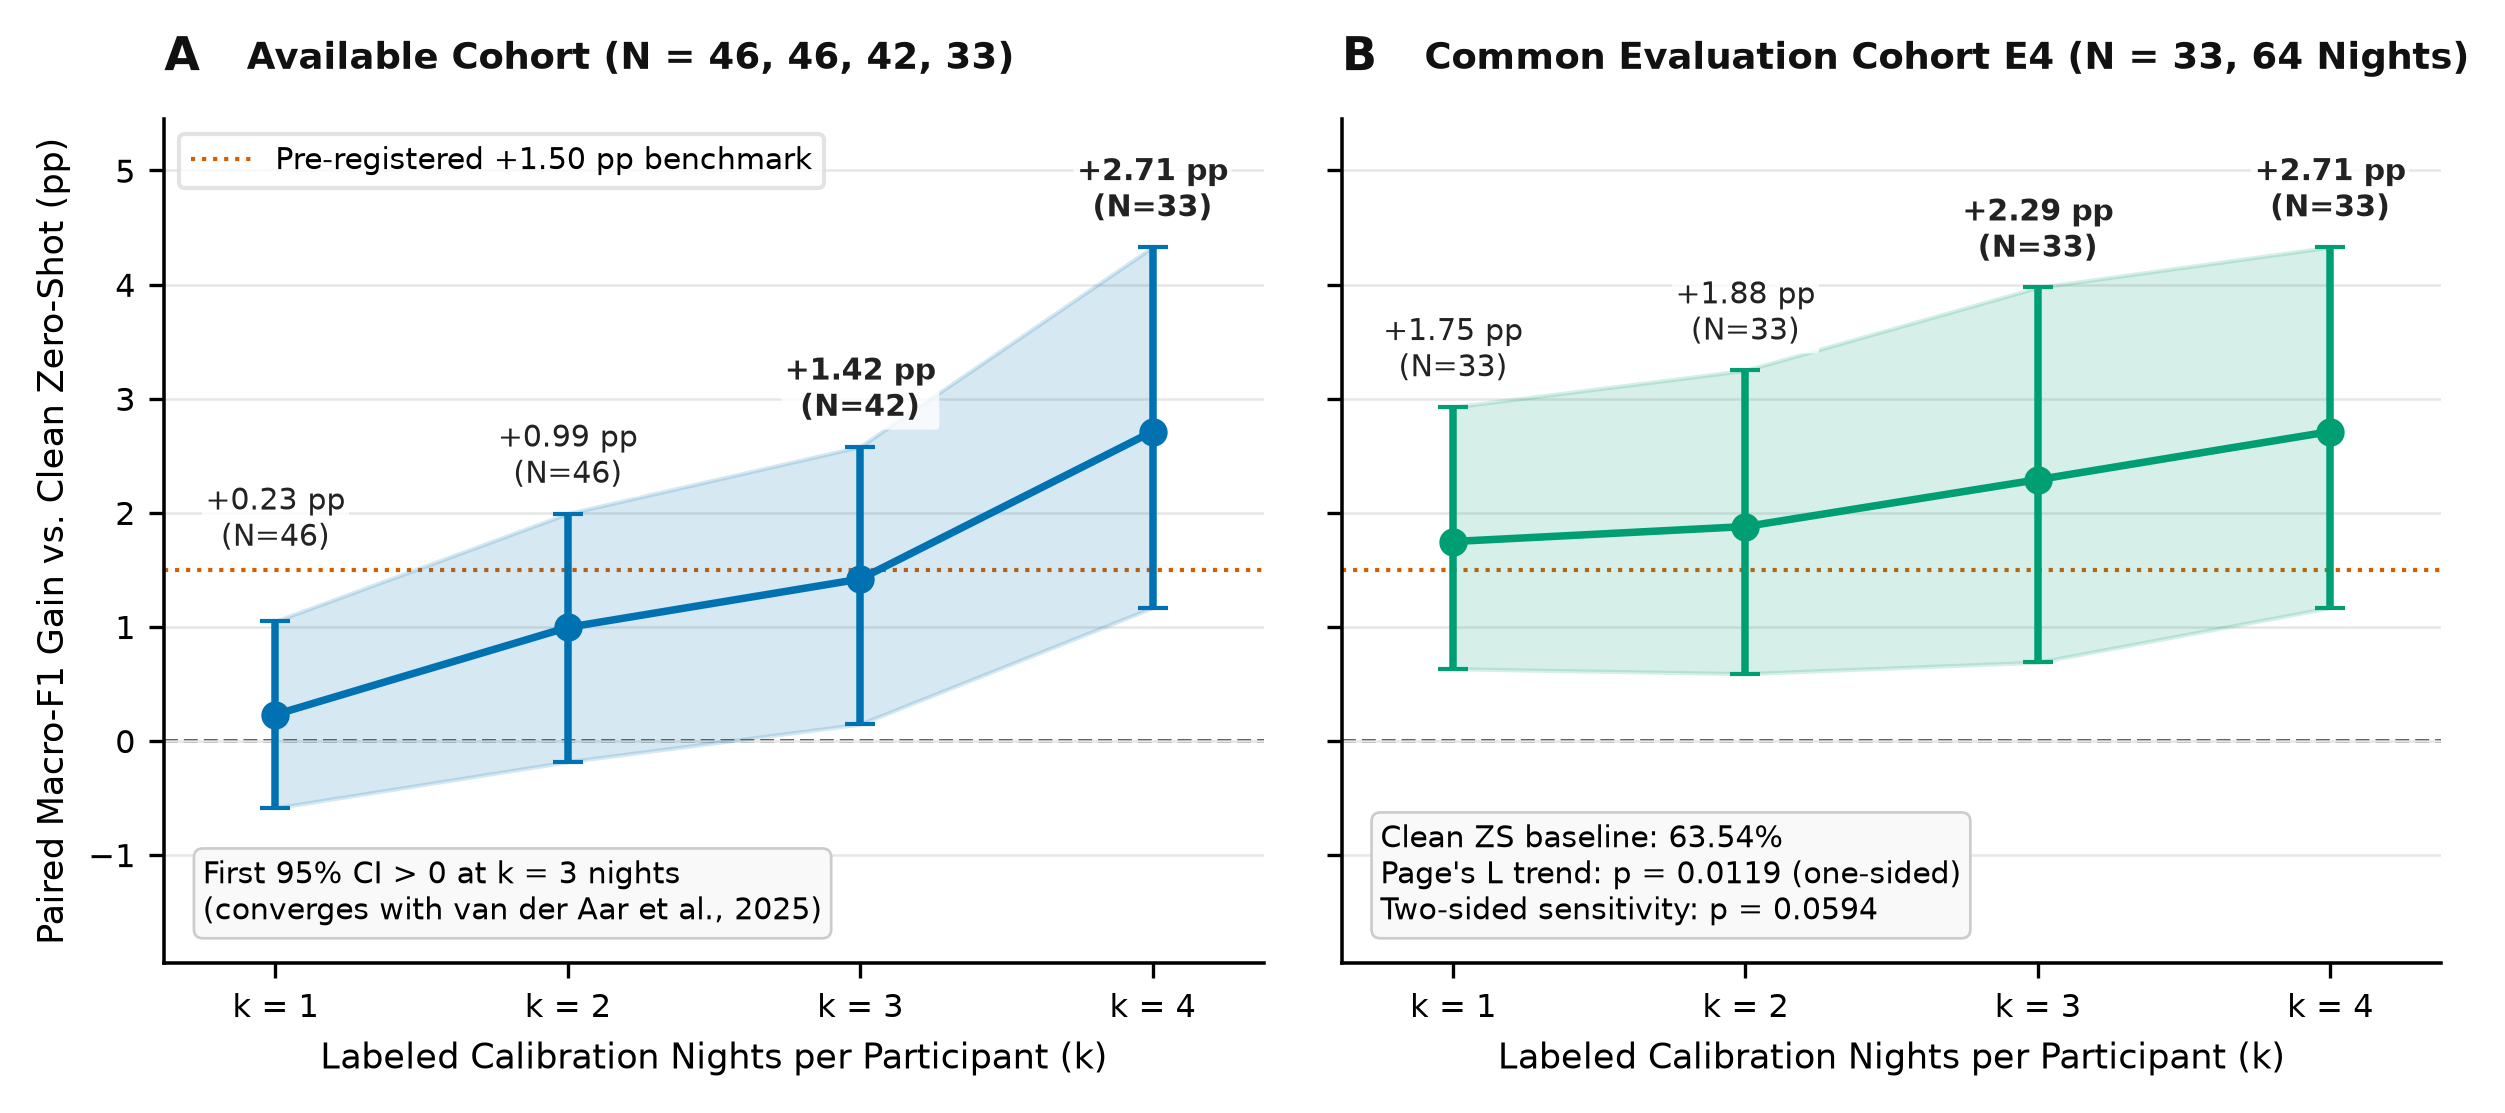 A Available Cohort (N = 46, 46, 42, 33)
Paired Macro-F1 Gain vs. Clean Zero-Shot (pp)
5
4
3
2
1
0
−1
Pre-registered +1.50 pp benchmark
+0.23 pp
(N=46)
+0.99 pp
(N=46)
+1.42 pp
(N=42)
+2.71 pp
(N=33)
First 95% CI > 0 at k = 3 nights
(converges with van der Aar et al., 2025)
k = 1
k = 2
k = 3
k = 4
Labeled Calibration Nights per Participant (k)
B Common Evaluation Cohort E4 (N = 33, 64 Nights)
+1.75 pp
(N=33)
+1.88 pp
(N=33)
+2.29 pp
(N=33)
+2.71 pp
(N=33)
Clean ZS baseline: 63.54%
Page's L trend: p = 0.0119 (one-sided)
Two-sided sensitivity: p = 0.0594
k = 1
k = 2
k = 3
k = 4
Labeled Calibration Nights per Participant (k)